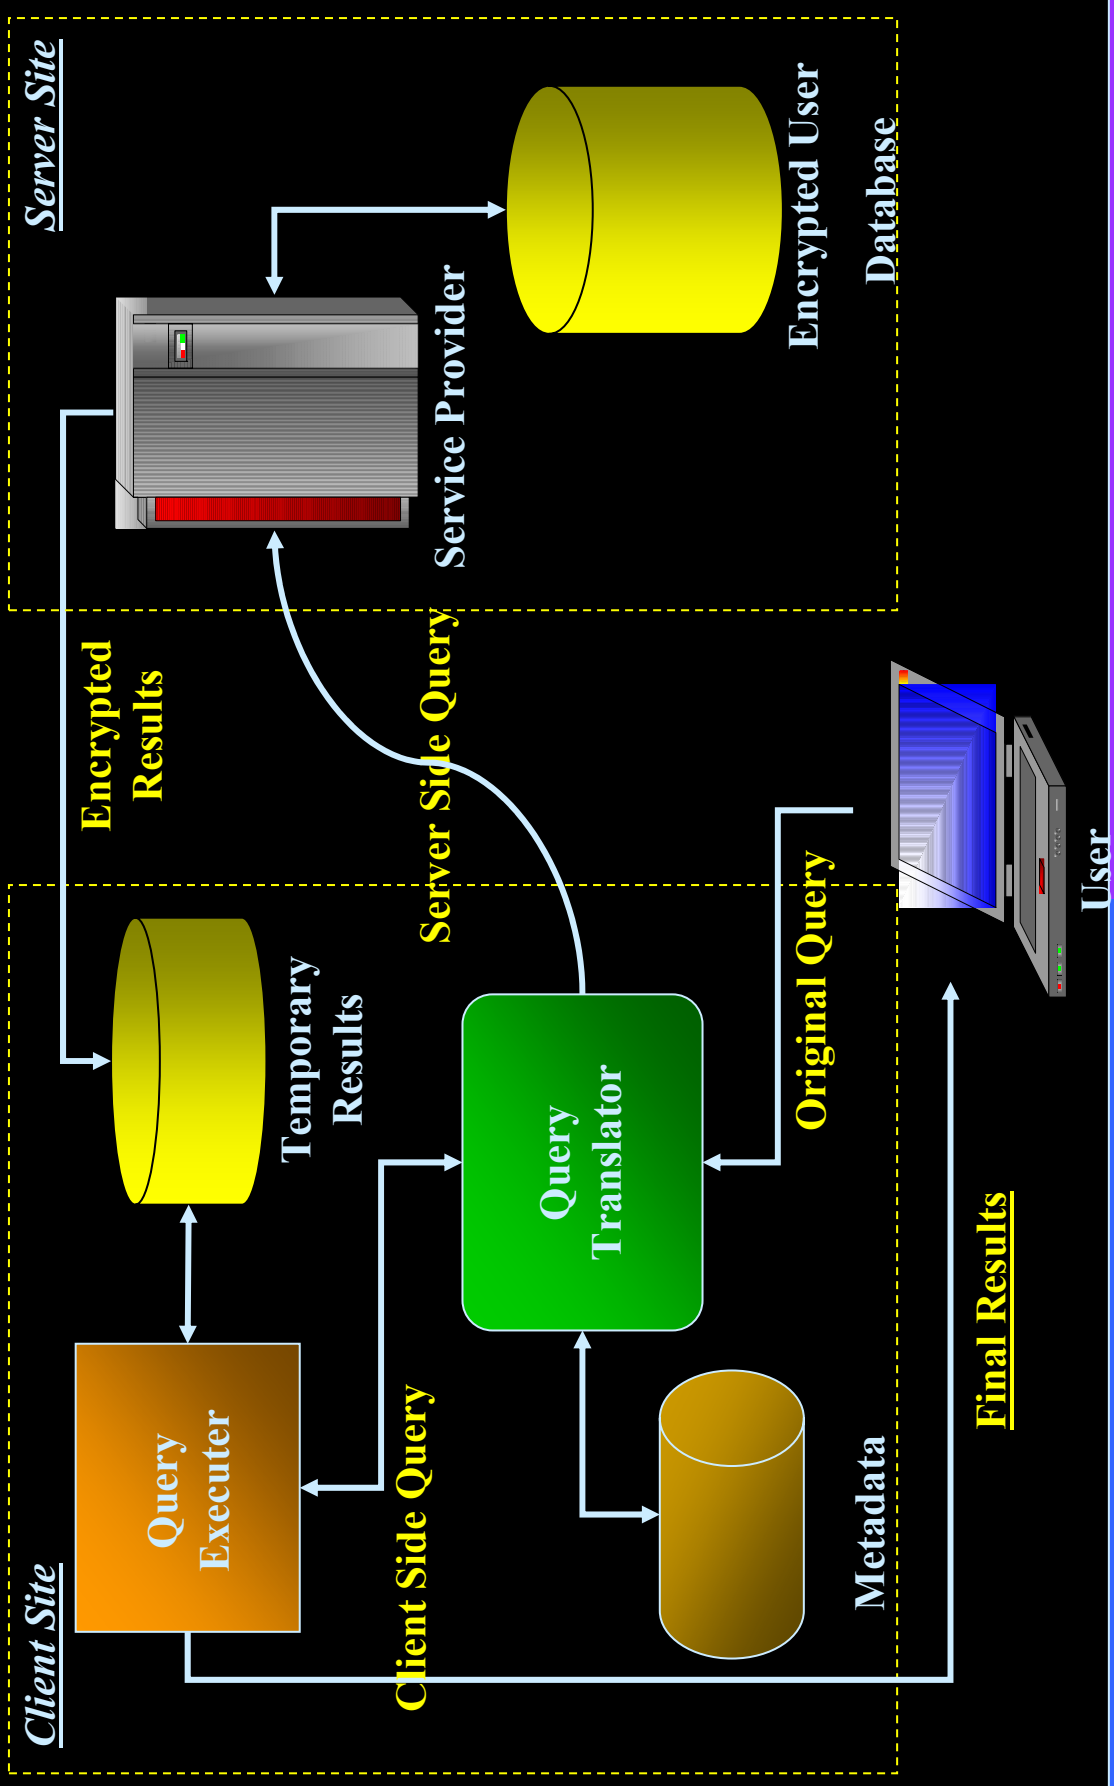 Client Site
Server Site
Query
Executer
Temporary
Results
Encrypted
Results
Service Provider
Client Side Query
Server Side Query
Query
Translator
Metadata
Original Query
Encrypted User
Database
Final Results
User